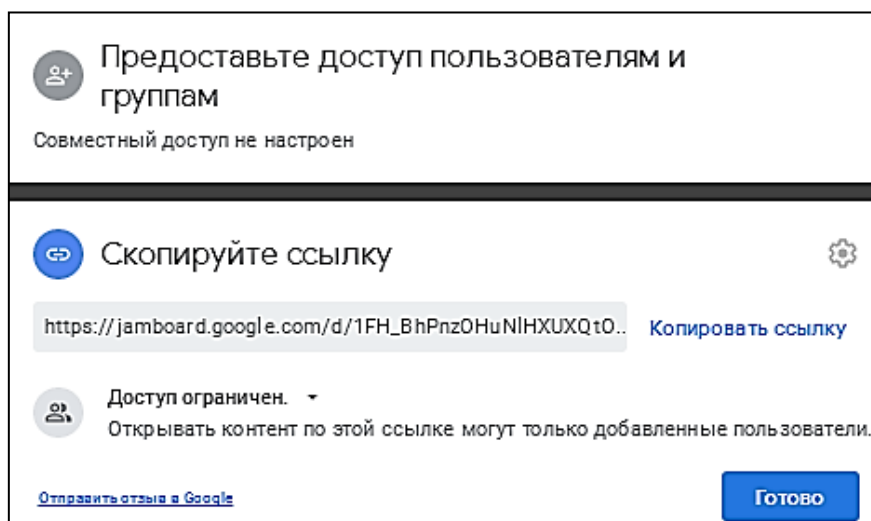 Предоставьте доступ пользователям и
группам
Совместный доступ не настроен
Скопируйте ссылку
https://jamboard.google.com/d/1FH_BhPnzOHuNlHXUXQtO.. Копировать ссылку
Доступ ограничен.
Открывать контент по этой ссылке могут только добавленные пользователи.
Отправить отзыв в Google Готово